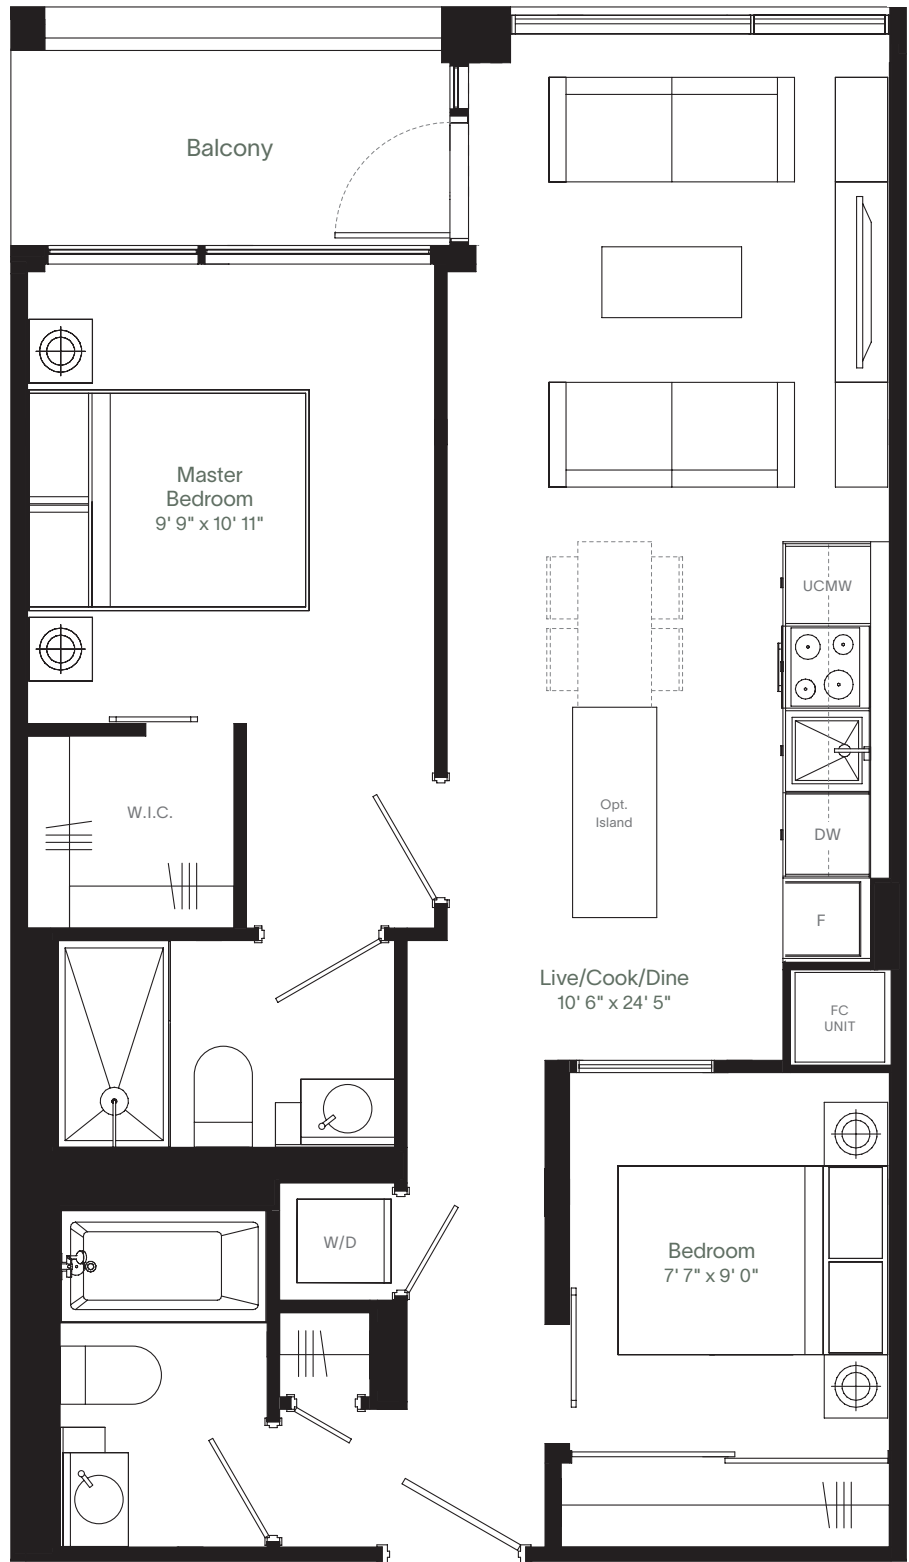 Balcony
Master
Bedroom
9' 9" x 10' 11"
UCMW
W.I.C.
Opt.
Island
DW
F
Live/Cook/Dine
10' 6" x 24' 5"
FC
UNIT
W/D
Bedroom
7' 7" x 9' 0"